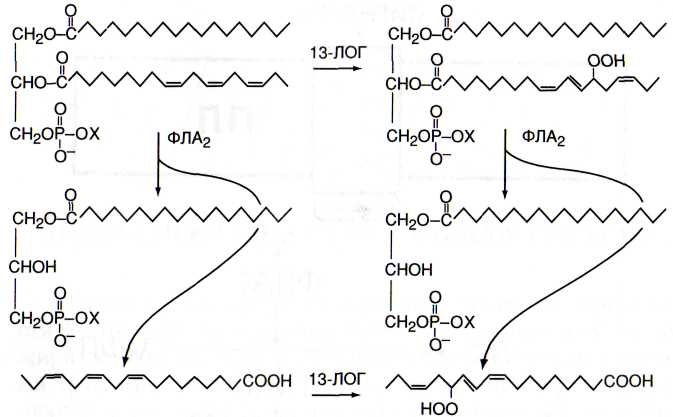 O
CH₂O–C
O
CHO–C
O
CH₂OP–OX
O⁻
13-ЛОГ
O
CH₂O–C
OOH
O
CHO–C
O
CH₂OP–OX
O⁻
ФЛА₂
ФЛА₂
O
CH₂O–C
CHOH
O
CH₂OP–OX
O⁻
O
CH₂O–C
CHOH
O
CH₂OP–OX
O⁻
COOH
13-ЛОГ
COOH
HOO